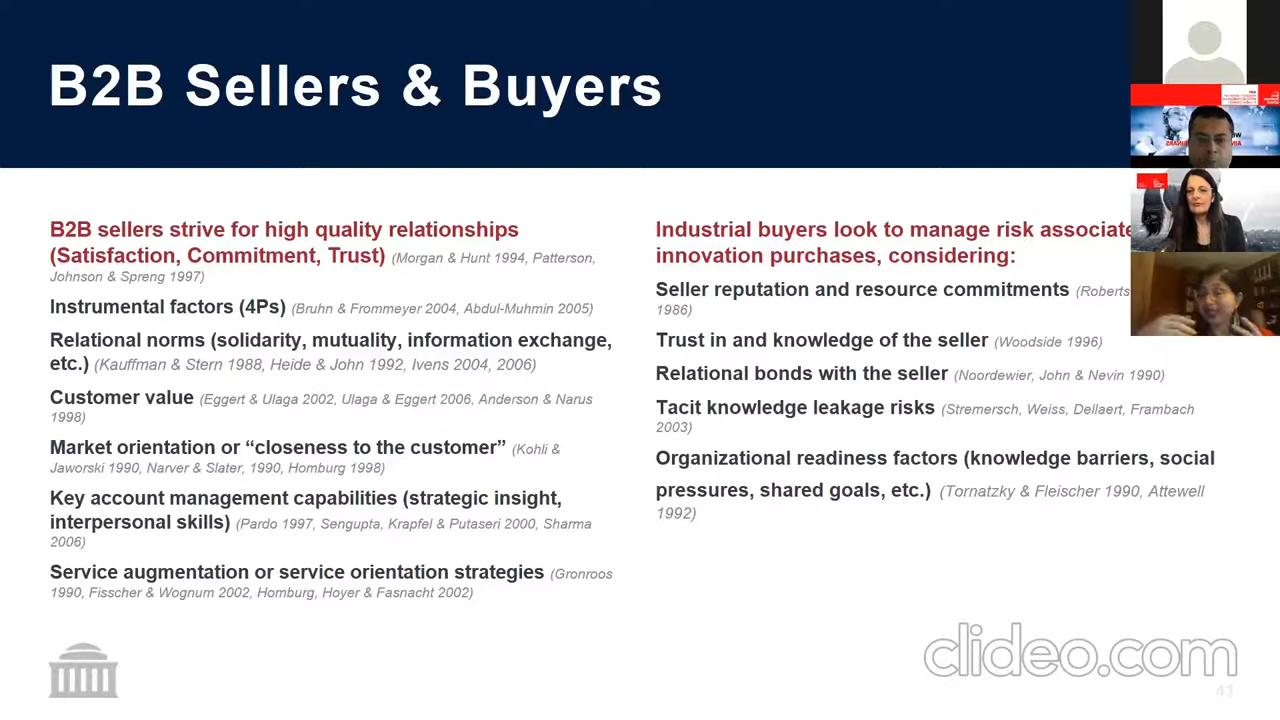 B2B Sellers & Buyers
B2B sellers strive for high quality relationships
(Satisfaction, Commitment, Trust) (Morgan & Hunt 1994, Patterson,
Johnson & Spreng 1997)
Instrumental factors (4Ps) (Bruhn & Frommeyer 2004, Abdul-Muhmin 2005)
Relational norms (solidarity, mutuality, information exchange,
etc.) (Kauffman & Stern 1988, Heide & John 1992, Ivens 2004, 2006)
Customer value (Eggert & Ulaga 2002, Ulaga & Eggert 2006, Anderson & Narus
1998)
Market orientation or “closeness to the customer” (Kohli &
Jaworski 1990, Narver & Slater, 1990, Homburg 1998)
Key account management capabilities (strategic insight,
interpersonal skills) (Pardo 1997, Sengupta, Krapfel & Putaseri 2000, Sharma
2006)
Service augmentation or service orientation strategies (Gronroos
1990, Fisscher & Wognum 2002, Homburg, Hoyer & Fasnacht 2002)
Industrial buyers look to manage risk associate
innovation purchases, considering:
Seller reputation and resource commitments (Roberts
1986)
Trust in and knowledge of the seller (Woodside 1996)
Relational bonds with the seller (Noordewier, John & Nevin 1990)
Tacit knowledge leakage risks (Stremersch, Weiss, Dellaert, Frambach
2003)
Organizational readiness factors (knowledge barriers, social
pressures, shared goals, etc.) (Tornatzky & Fleischer 1990, Attewell
1992)
clideo.com
41